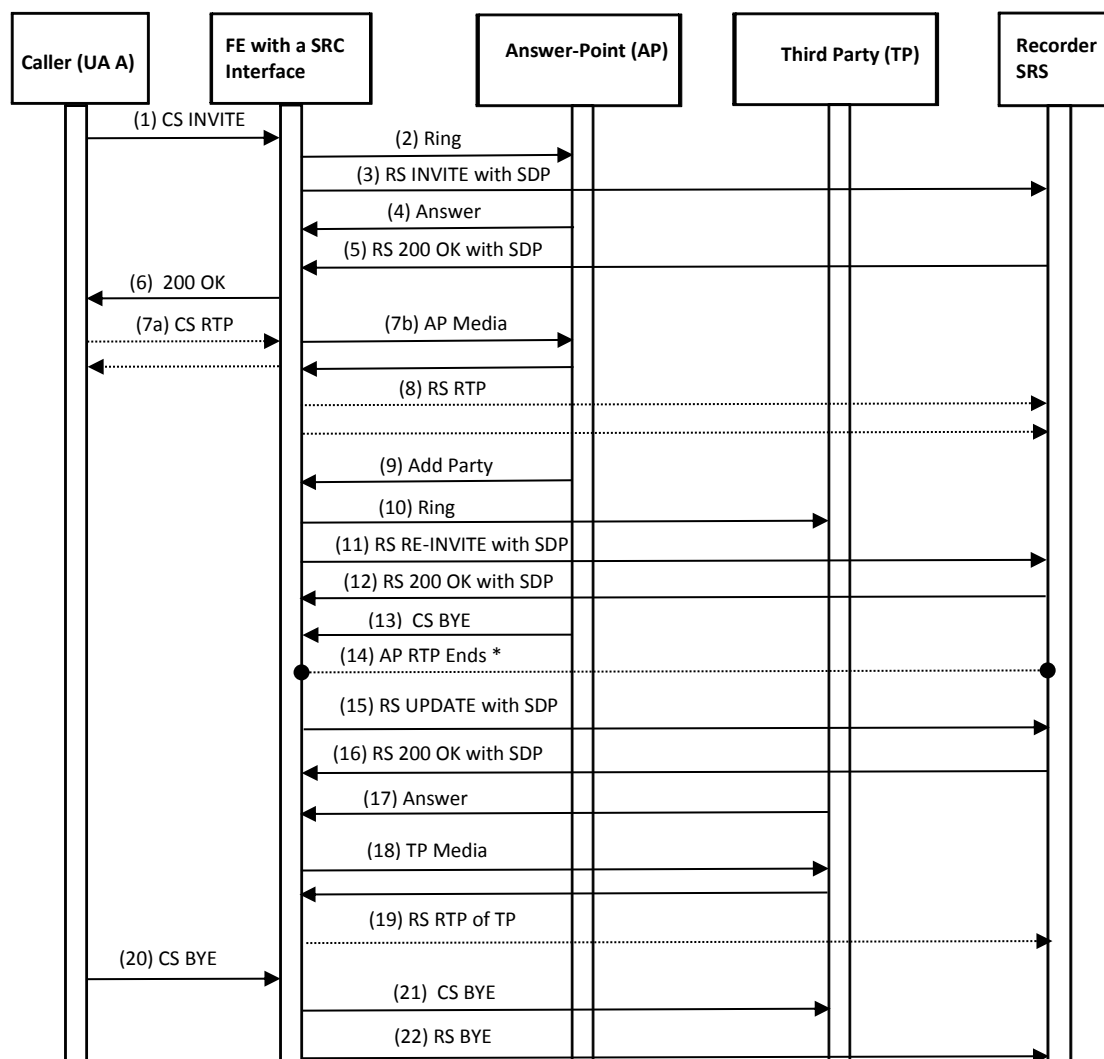 Caller (UA A)
FE with a SRC
Interface
Answer-Point (AP)
Third Party (TP)
Recorder
SRS
(1) CS INVITE
(2) Ring
(3) RS INVITE with SDP
(4) Answer
(5) RS 200 OK with SDP
(6) 200 OK
(7a) CS RTP
(7b) AP Media
(8) RS RTP
(9) Add Party
(10) Ring
(11) RS RE-INVITE with SDP
(12) RS 200 OK with SDP
(13) CS BYE
(14) AP RTP Ends *
(15) RS UPDATE with SDP
(16) RS 200 OK with SDP
(17) Answer
(18) TP Media
(19) RS RTP of TP
(20) CS BYE
(21) CS BYE
(22) RS BYE